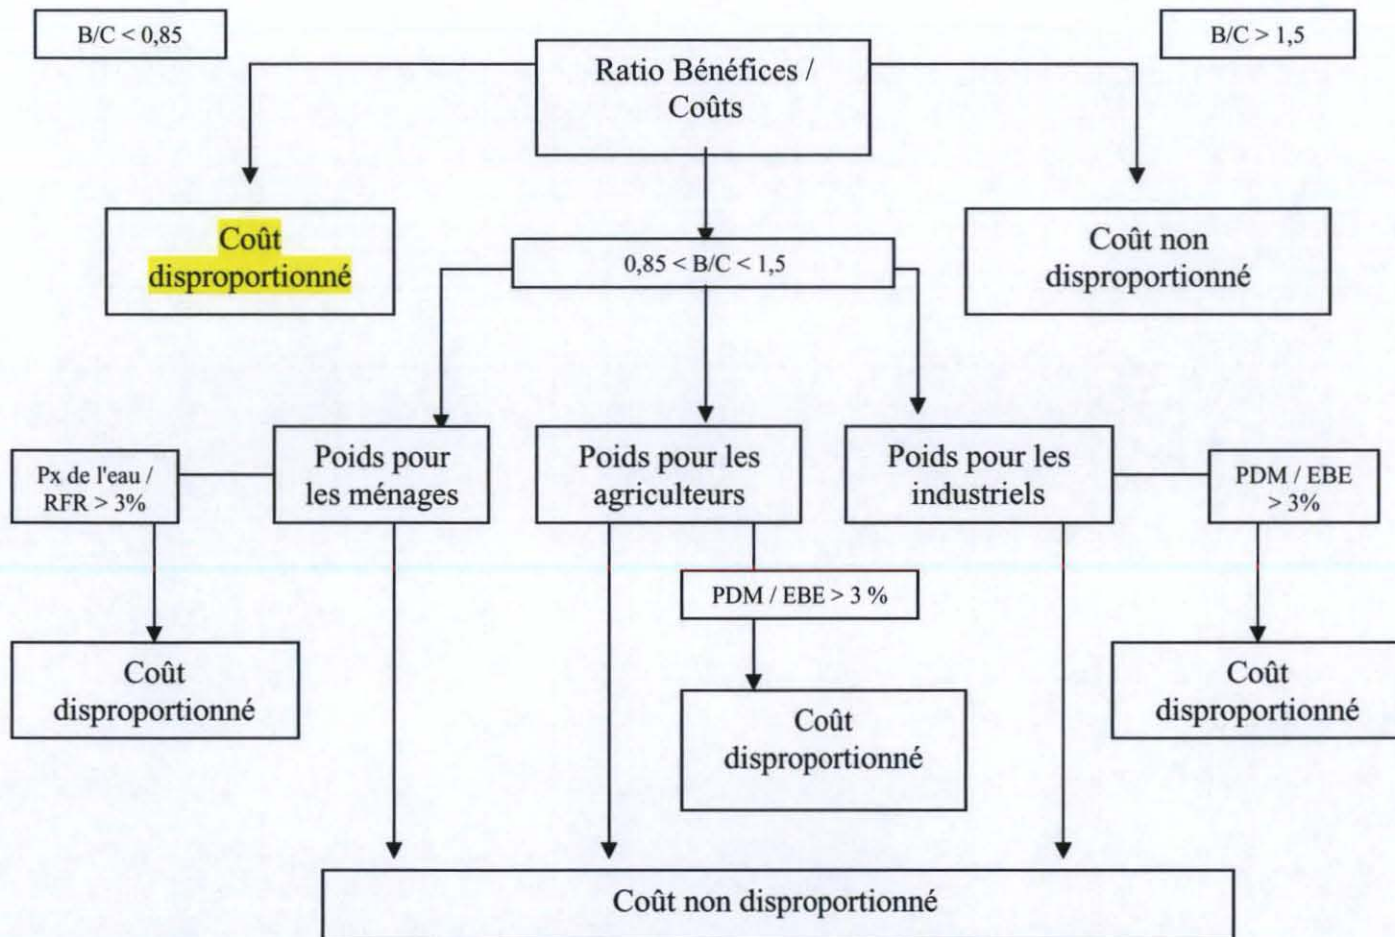 B/C < 0,85
B/C > 1,5
Ratio Bénéfices /
Coûts
Coût
disproportionné
0,85 < B/C < 1,5
Coût non
disproportionné
Px de l'eau /
RFR > 3%
Poids pour
les ménages
Poids pour les
agriculteurs
Poids pour les
industriels
PDM / EBE
> 3%
PDM / EBE > 3 %
Coût
disproportionné
Coût
disproportionné
Coût
disproportionné
Coût non disproportionné